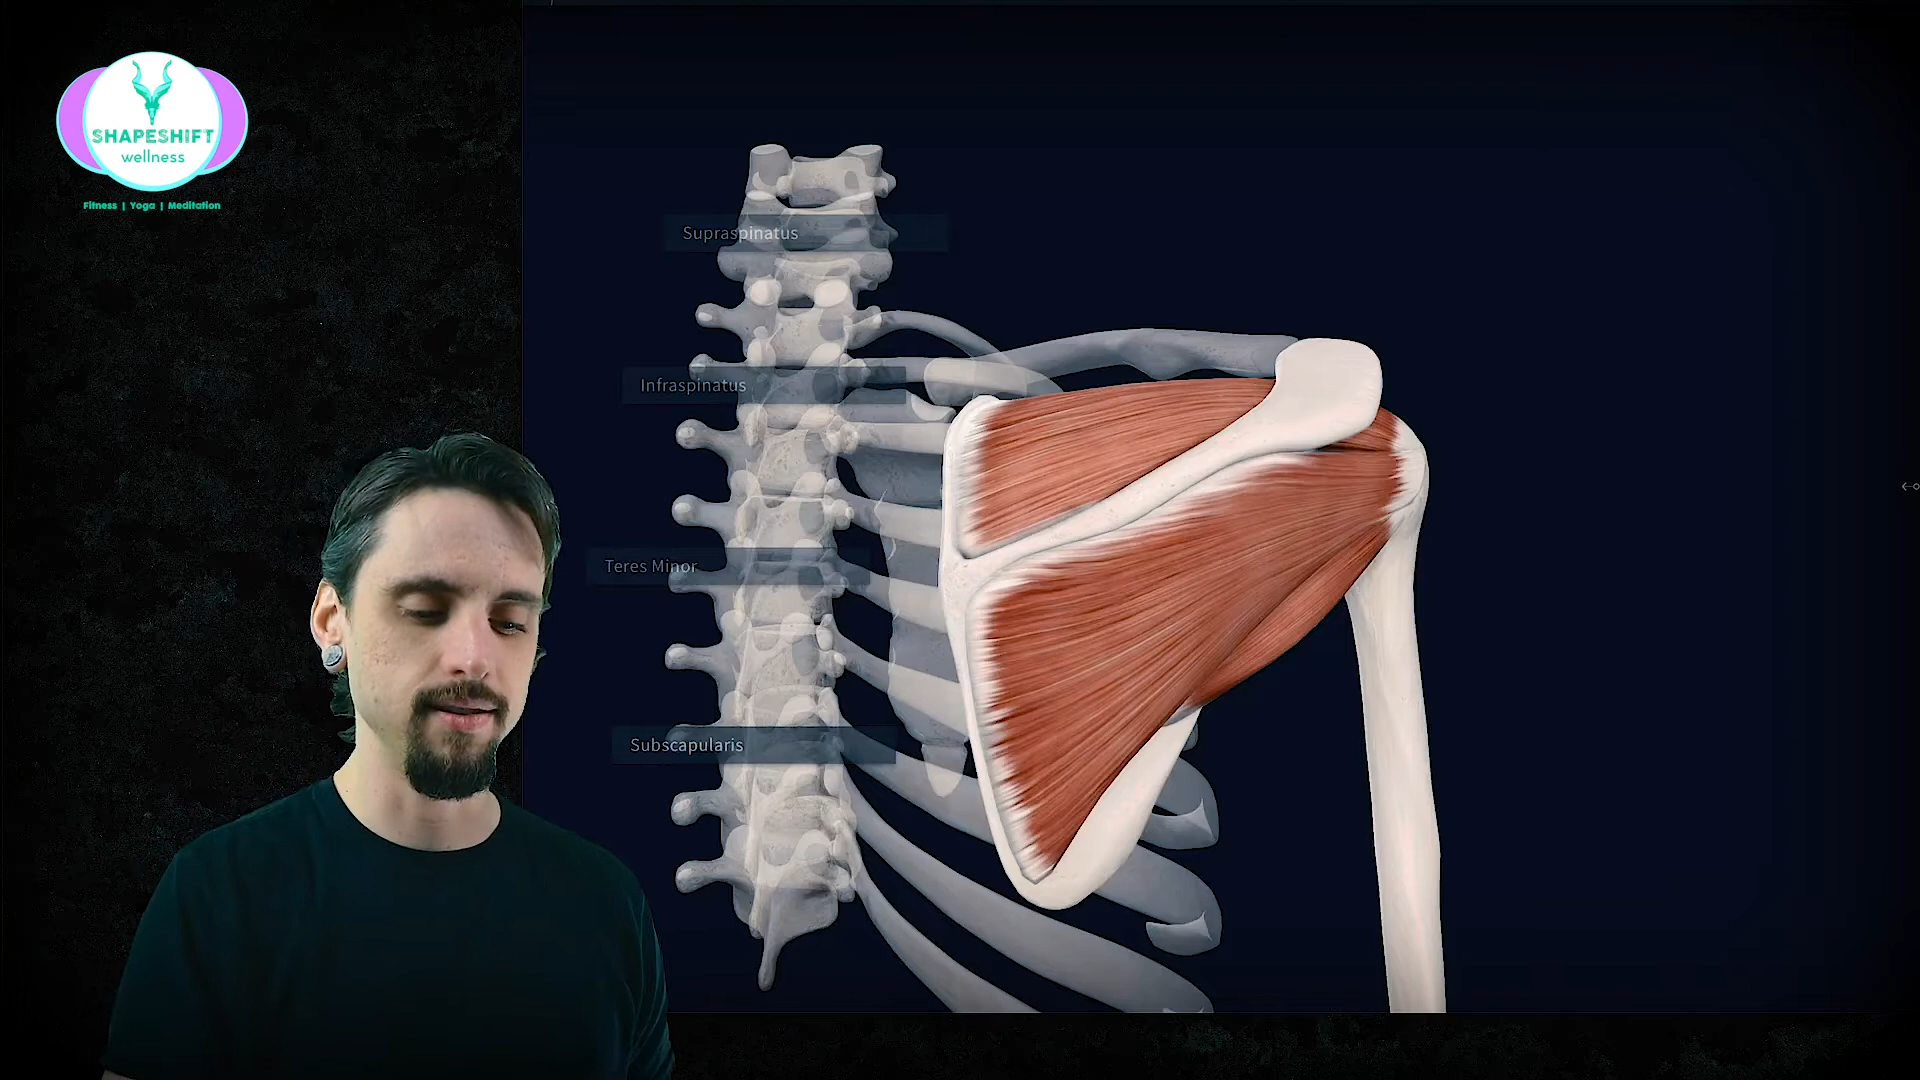 SHAPESHIFT
wellness
Fitness | Yoga | Meditation
Supraspinatus
Infraspinatus
Teres Minor
Subscapularis